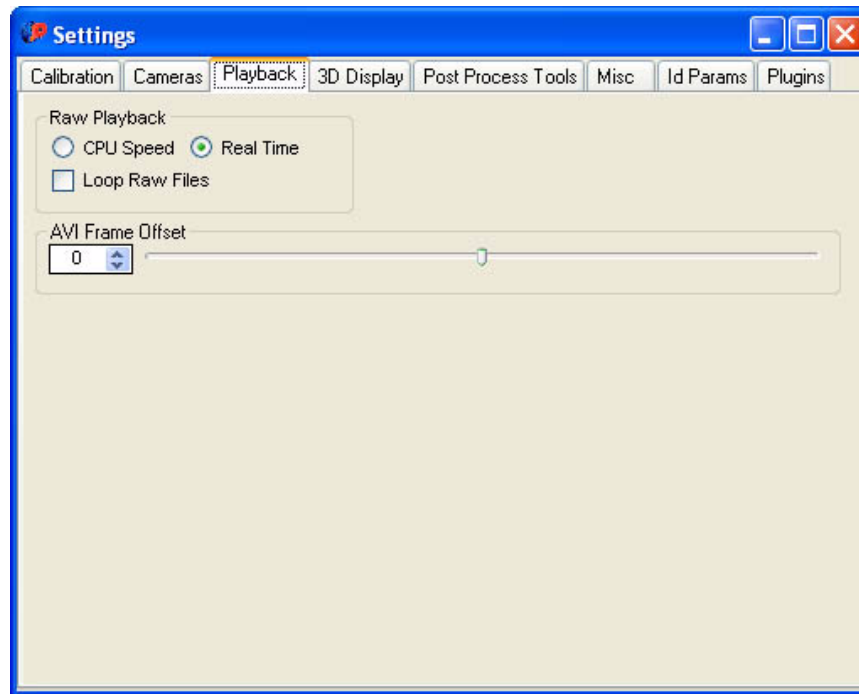 Settings
Calibration Cameras Playback 3D Display Post Process Tools Misc Id Params Plugins
Raw Playback
CPU Speed Real Time
Loop Raw Files
AVI Frame Offset
0